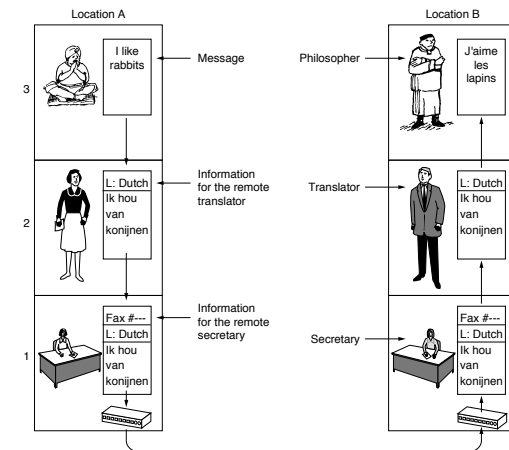 Location A
I like
rabbits
Message
3
L: Dutch
Ik hou
van
konijnen
Information
for the remote
translator
2
Fax #---
L: Dutch
Ik hou
van
konijnen
Information
for the remote
secretary
1
Location B
Philosopher
J'aime
les
lapins
Translator
L: Dutch
Ik hou
van
konijnen
Secretary
Fax #---
L: Dutch
Ik hou
van
konijnen